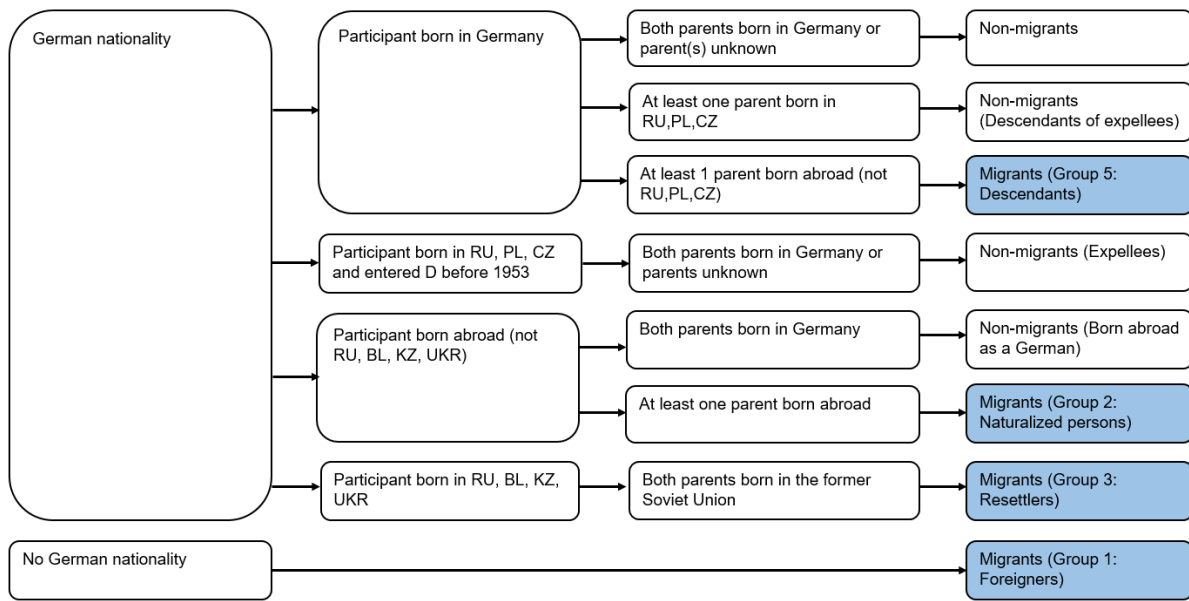 German nationality
Participant born in Germany
Both parents born in Germany or
parent(s) unknown
Non-migrants
At least one parent born in
RU,PL,CZ
Non-migrants
(Descendants of expellees)
At least 1 parent born abroad (not
RU,PL,CZ)
Migrants (Group 5:
Descendants)
Participant born in RU, PL, CZ
and entered D before 1953
Both parents born in Germany or
parents unknown
Non-migrants (Expellees)
Participant born abroad (not
RU, BL, KZ, UKR)
Both parents born in Germany
Non-migrants (Born abroad
as a German)
At least one parent born abroad
Migrants (Group 2:
Naturalized persons)
Participant born in RU, BL, KZ,
UKR
Both parents born in the former
Soviet Union
Migrants (Group 3:
Resettlers)
No German nationality
Migrants (Group 1:
Foreigners)